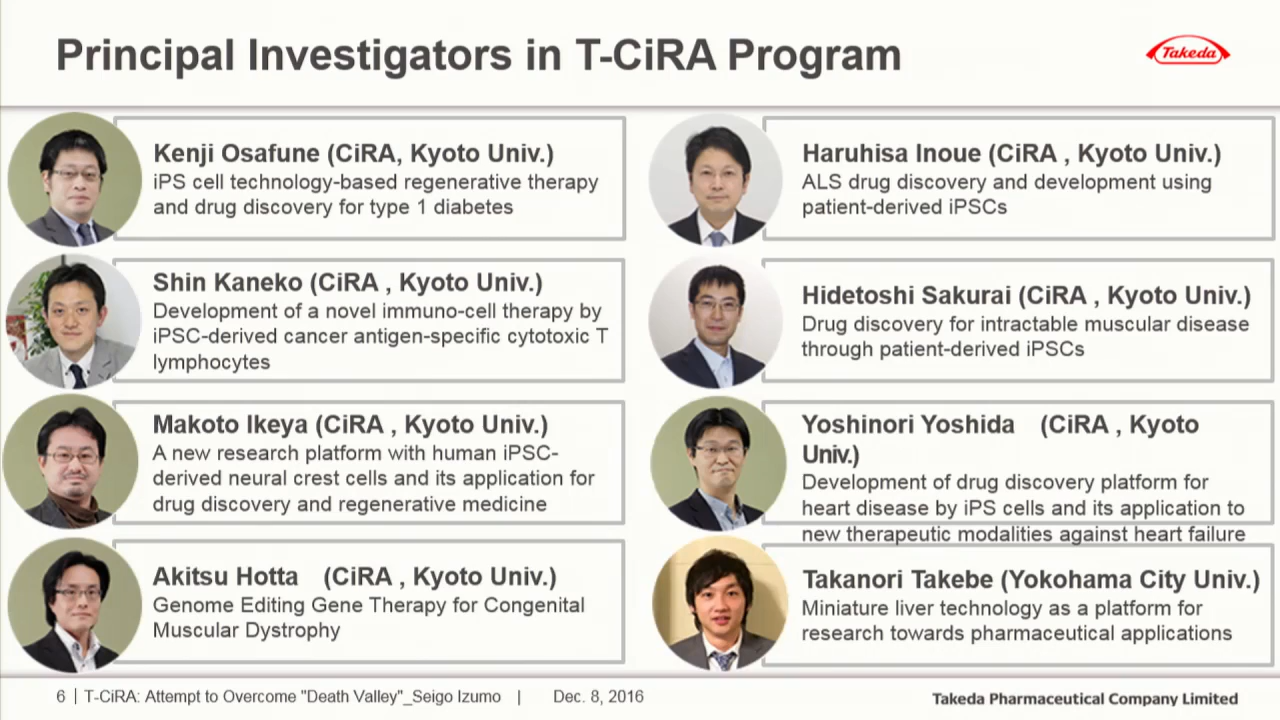 Principal Investigators in T-CiRA Program
Takeda
Kenji Osafune (CiRA, Kyoto Univ.)
iPS cell technology-based regenerative therapy
and drug discovery for type 1 diabetes
Haruhisa Inoue (CiRA , Kyoto Univ.)
ALS drug discovery and development using
patient-derived iPSCs
Shin Kaneko (CiRA , Kyoto Univ.)
Development of a novel immuno-cell therapy by
iPSC-derived cancer antigen-specific cytotoxic T
lymphocytes
Hidetoshi Sakurai (CiRA , Kyoto Univ.)
Drug discovery for intractable muscular disease
through patient-derived iPSCs
Makoto Ikeya (CiRA , Kyoto Univ.)
A new research platform with human iPSC-
derived neural crest cells and its application for
drug discovery and regenerative medicine
Yoshinori Yoshida (CiRA , Kyoto
Univ.)
Development of drug discovery platform for
heart disease by iPS cells and its application to
new therapeutic modalities against heart failure
Akitsu Hotta (CiRA , Kyoto Univ.)
Genome Editing Gene Therapy for Congenital
Muscular Dystrophy
Takanori Takebe (Yokohama City Univ.)
Miniature liver technology as a platform for
research towards pharmaceutical applications
6 | T-CiRA: Attempt to Overcome "Death Valley"_Seigo Izumo | Dec. 8, 2016
Takeda Pharmaceutical Company Limited